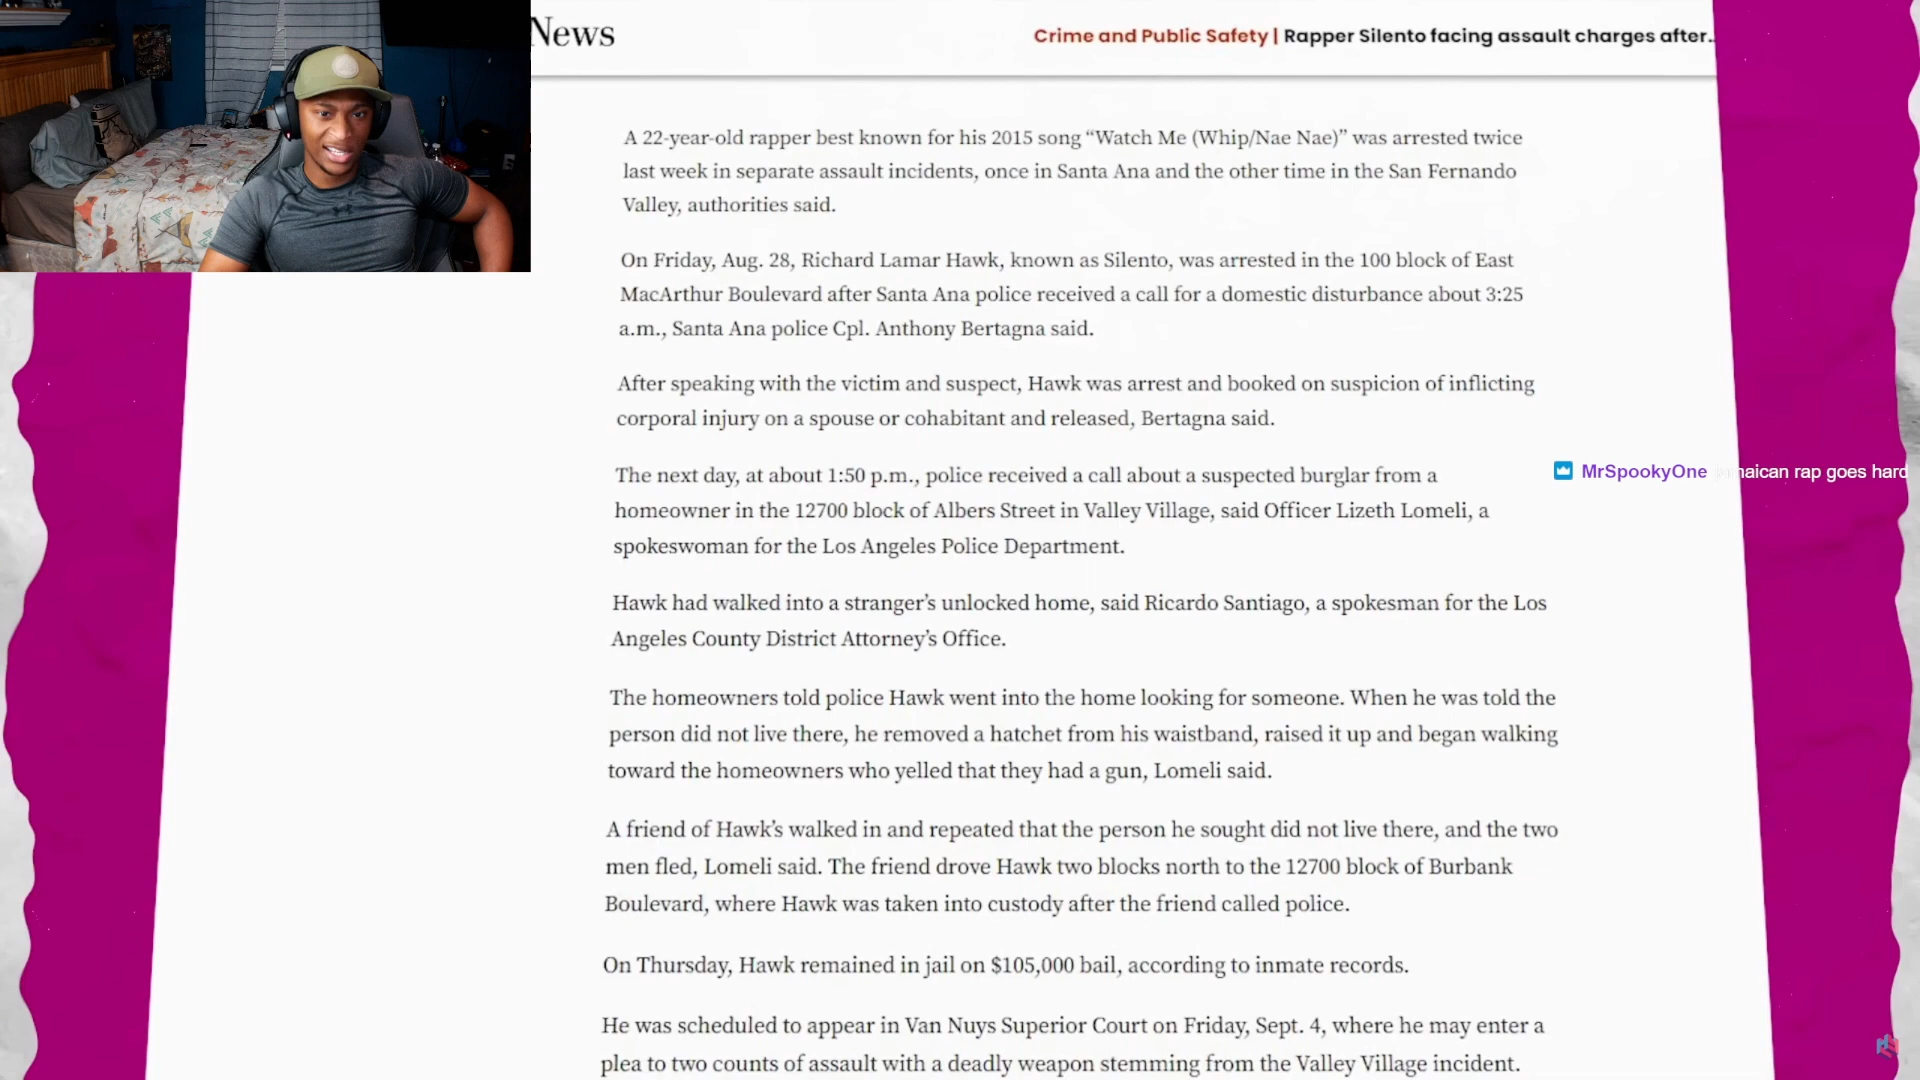 News
Crime and Public Safety | Rapper Silento facing assault charges after..
A 22-year-old rapper best known for his 2015 song “Watch Me (Whip/Nae Nae)” was arrested twice
last week in separate assault incidents, once in Santa Ana and the other time in the San Fernando
Valley, authorities said.
On Friday, Aug. 28, Richard Lamar Hawk, known as Silento, was arrested in the 100 block of East
MacArthur Boulevard after Santa Ana police received a call for a domestic disturbance about 3:25
a.m., Santa Ana police Cpl. Anthony Bertagna said.
After speaking with the victim and suspect, Hawk was arrest and booked on suspicion of inflicting
corporal injury on a spouse or cohabitant and released, Bertagna said.
The next day, at about 1:50 p.m., police received a call about a suspected burglar from a
homeowner in the 12700 block of Albers Street in Valley Village, said Officer Lizeth Lomeli, a
spokeswoman for the Los Angeles Police Department.
MrSpookyOne rap goes hard
Hawk had walked into a stranger’s unlocked home, said Ricardo Santiago, a spokesman for the Los
Angeles County District Attorney’s Office.
The homeowners told police Hawk went into the home looking for someone. When he was told the
person did not live there, he removed a hatchet from his waistband, raised it up and began walking
toward the homeowners who yelled that they had a gun, Lomeli said.
A friend of Hawk’s walked in and repeated that the person he sought did not live there, and the two
men fled, Lomeli said. The friend drove Hawk two blocks north to the 12700 block of Burbank
Boulevard, where Hawk was taken into custody after the friend called police.
On Thursday, Hawk remained in jail on $105,000 bail, according to inmate records.
He was scheduled to appear in Van Nuys Superior Court on Friday, Sept. 4, where he may enter a
plea to two counts of assault with a deadly weapon stemming from the Valley Village incident.